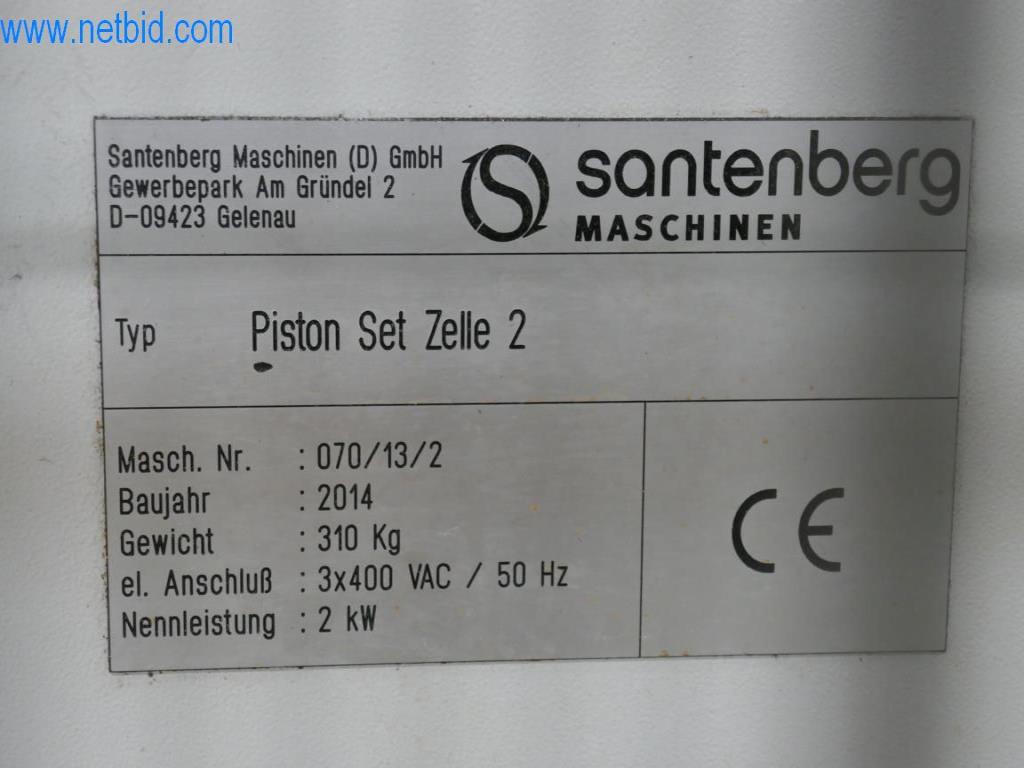 www.netbid.com
Santenberg Maschinen (D) GmbH
Gewerbepark Am Gründel 2
D-09423 Gelenau
santenberg
MASCHINEN
Typ Piston Set Zelle 2
Masch. Nr. : 070/13/2
Baujahr : 2014
Gewicht : 310 Kg
el. Anschluß : 3x400 VAC / 50 Hz
Nennleistung : 2 kW
CE